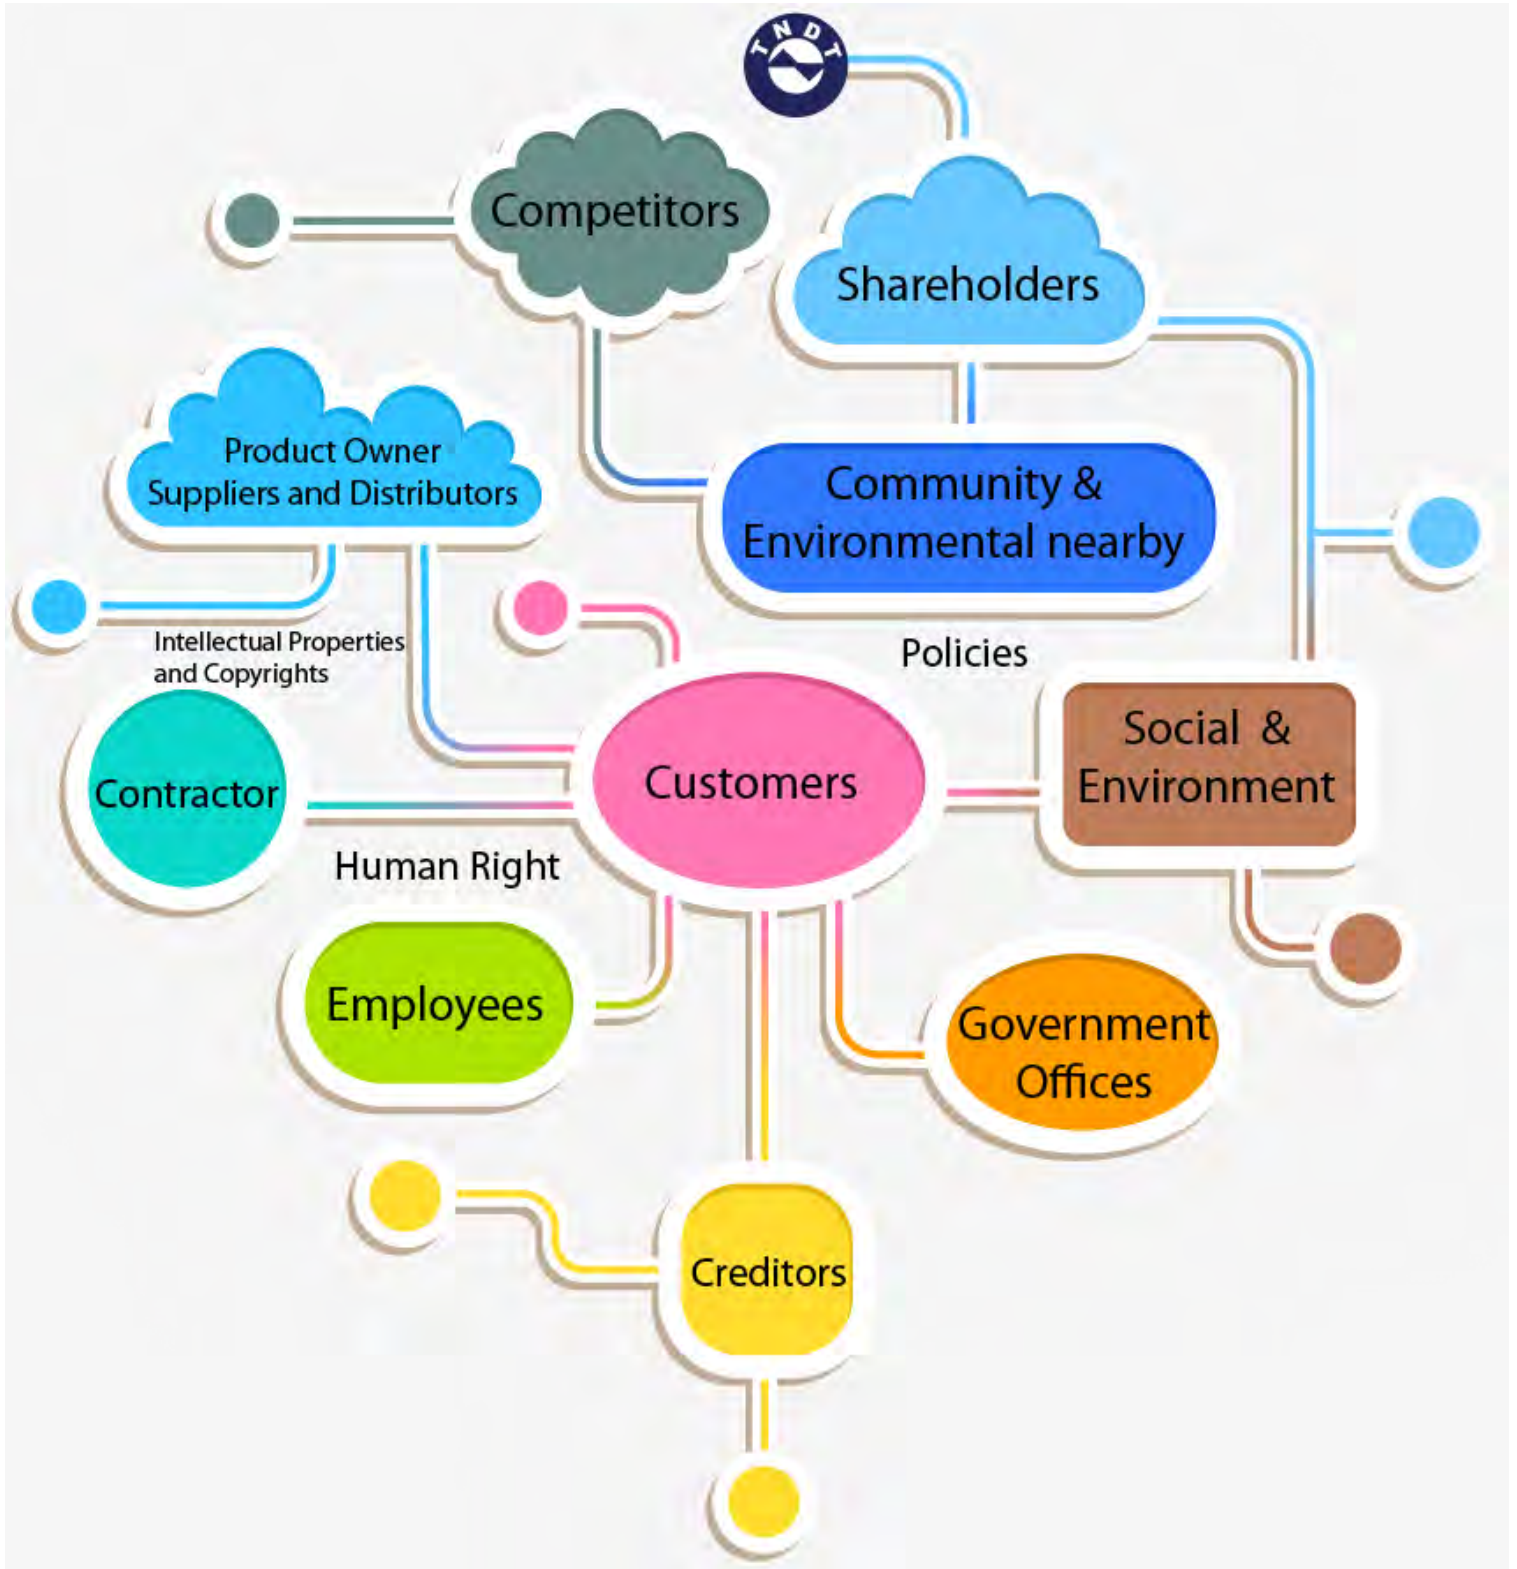 TNDT
Competitors
Shareholders
Product Owner
Suppliers and Distributors
Community &
Environmental nearby
Intellectual Properties
and Copyrights
Policies
Contractor
Customers
Social &
Environment
Human Right
Employees
Government
Offices
Creditors